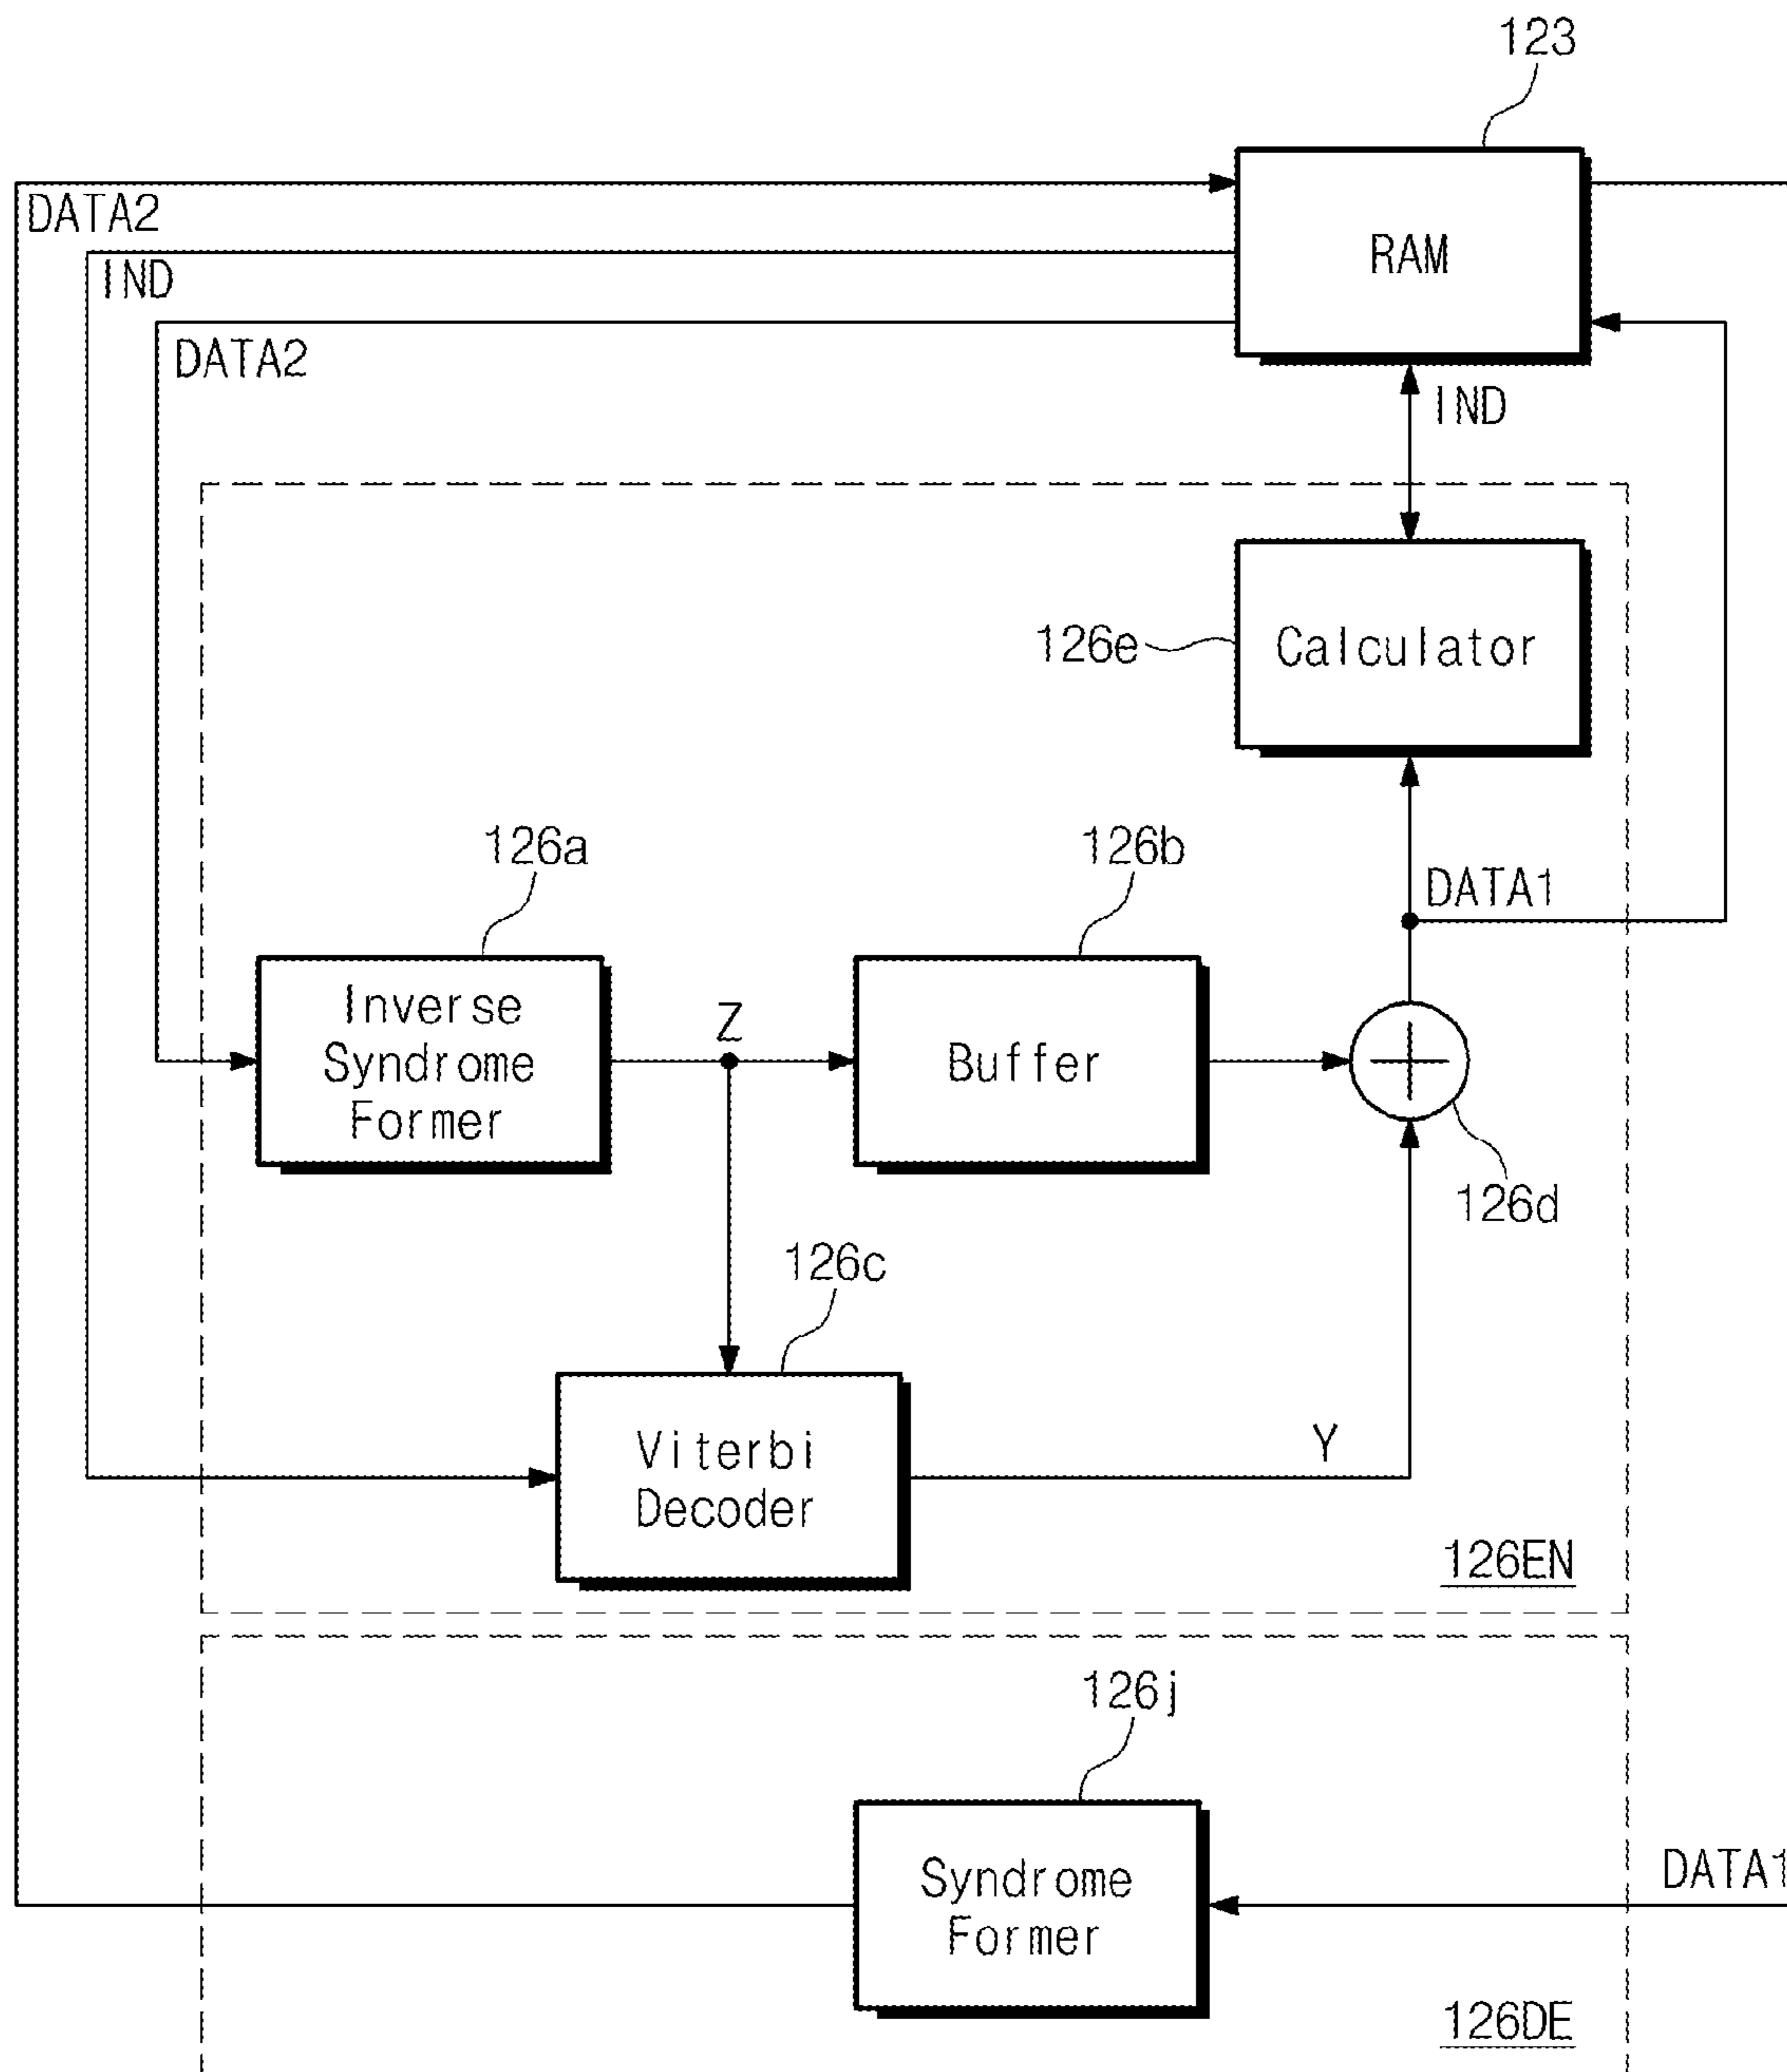 123
DATA2
RAM
IND
DATA2
IND
126e
Calculator
126a
126b
DATA1
Inverse
Syndrome
Former
Z
Buffer
126d
126c
Viterbi
Decoder
Y
126EN
126j
Syndrome
Former
DATA1
126DE